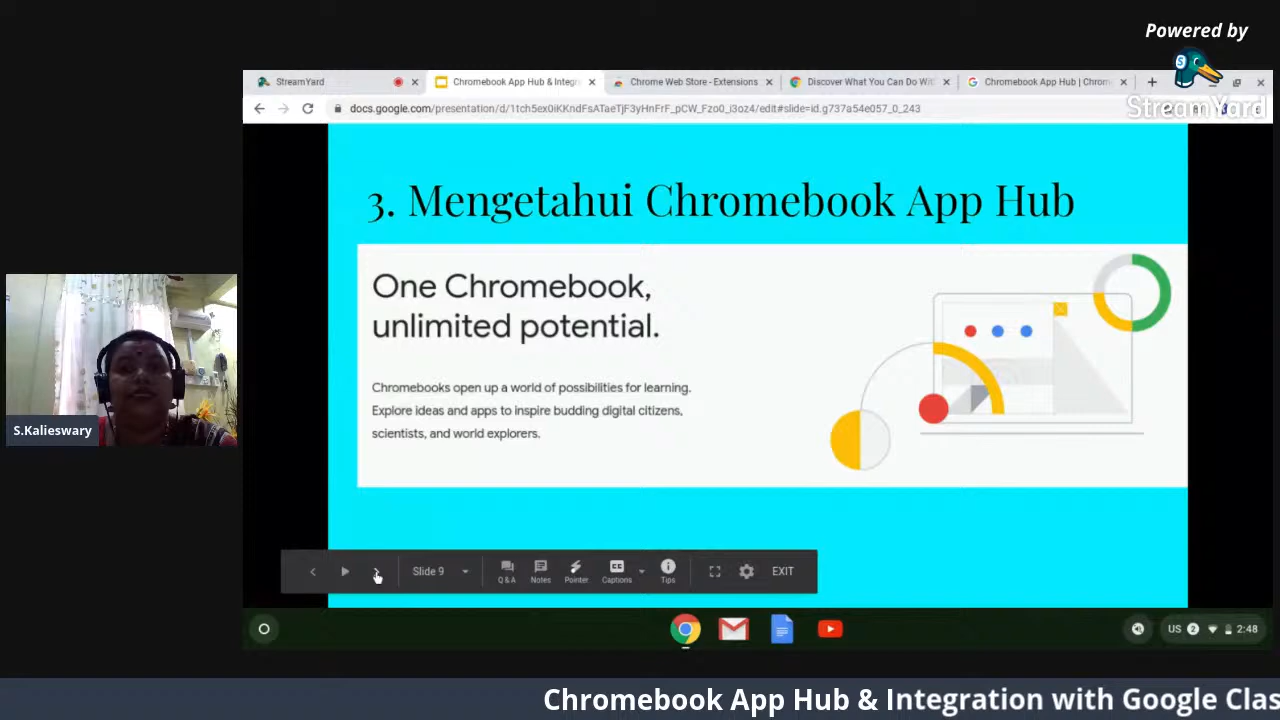 Powered by
StreamYard
StreamYard
Chromebook App Hub & Integr
Chrome Web Store - Extensions
Discover What You Can Do Wi
Chromebook App Hub | Chrom
docs.google.com/presentation/d/1tch5ex0iKKndFsATaeTjF3yHnFrF_pCW_Fzo0_i3oz4/edit#slide=id.g737a54e057_0_243
3. Mengetahui Chromebook App Hub
One Chromebook,
unlimited potential.
Chromebooks open up a world of possibilities for learning.
Explore ideas and apps to inspire budding digital citizens,
scientists, and world explorers.
S.Kalieswary
Slide 9
Q & A
Notes
Pointer
Captions
Tips
EXIT
US 2 2:48
Chromebook App Hub & Integration with Google Clas